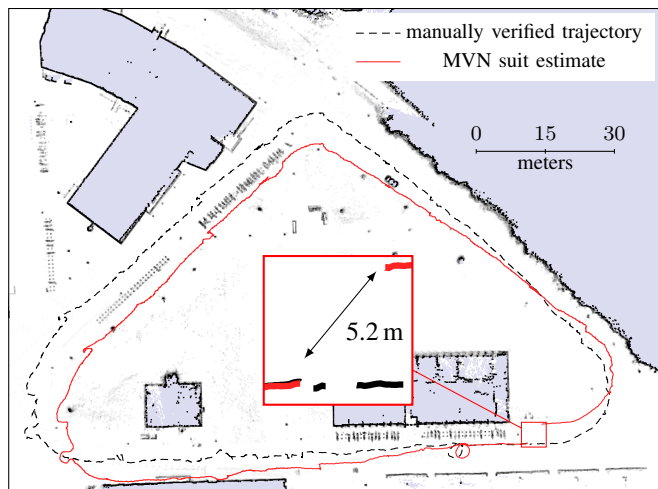 manually verified trajectory
MVN suit estimate
0 15 30
meters
5.2 m